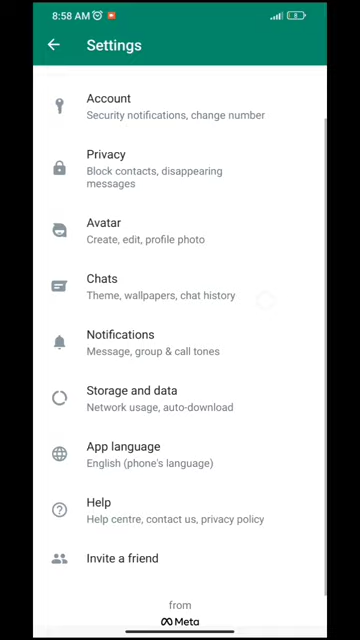 8:58 AM
8
Settings
Account
Security notifications, change number
Privacy
Block contacts, disappearing
messages
Avatar
Create, edit, profile photo
Chats
Theme, wallpapers, chat history
Notifications
Message, group & call tones
Storage and data
Network usage, auto-download
App language
English (phone's language)
Help
Help centre, contact us, privacy policy
Invite a friend
from
Meta